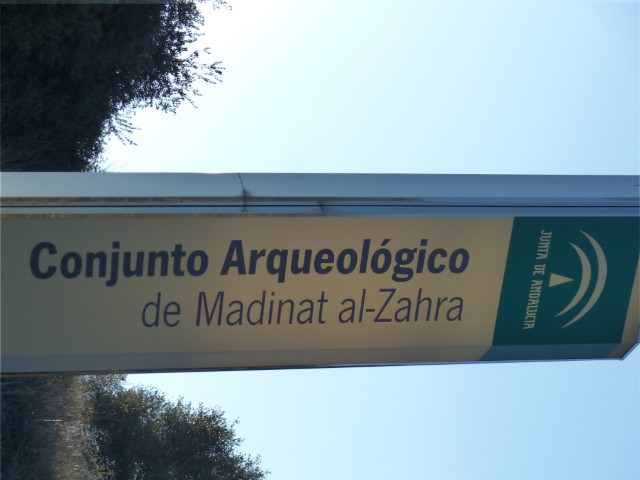 Conjunto Arqueológico
de Madinat al-Zahra
JUNTA DE ANDALUCIA